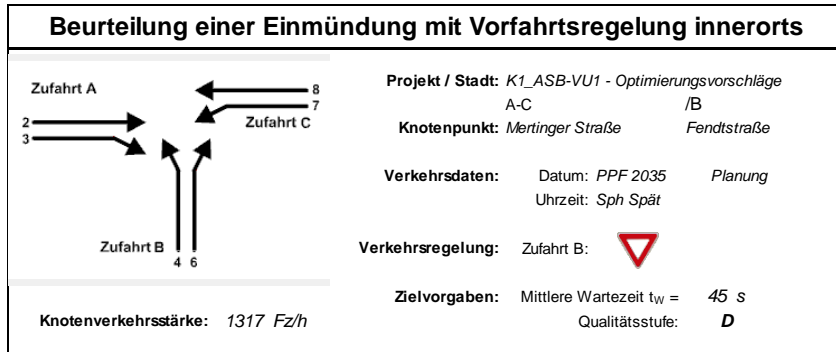 Beurteilung einer Einmündung mit Vorfahrtsregelung innerorts
Zufahrt A
8
7
Zufahrt C
2
3
Zufahrt B
4 6
Knotenverkehrsstärke: 1317 Fz/h
Projekt / Stadt: K1_ASB-VU1 - Optimierungsvorschläge
A-C /B
Knotenpunkt: Mertinger Straße Fendtstraße
Verkehrsdaten: Datum: PPF 2035 Planung
Uhrzeit: Sph Spät
Verkehrsregelung: Zufahrt B:
Zielvorgaben: Mittlere Wartezeit tW = 45 s
Qualitätsstufe: D